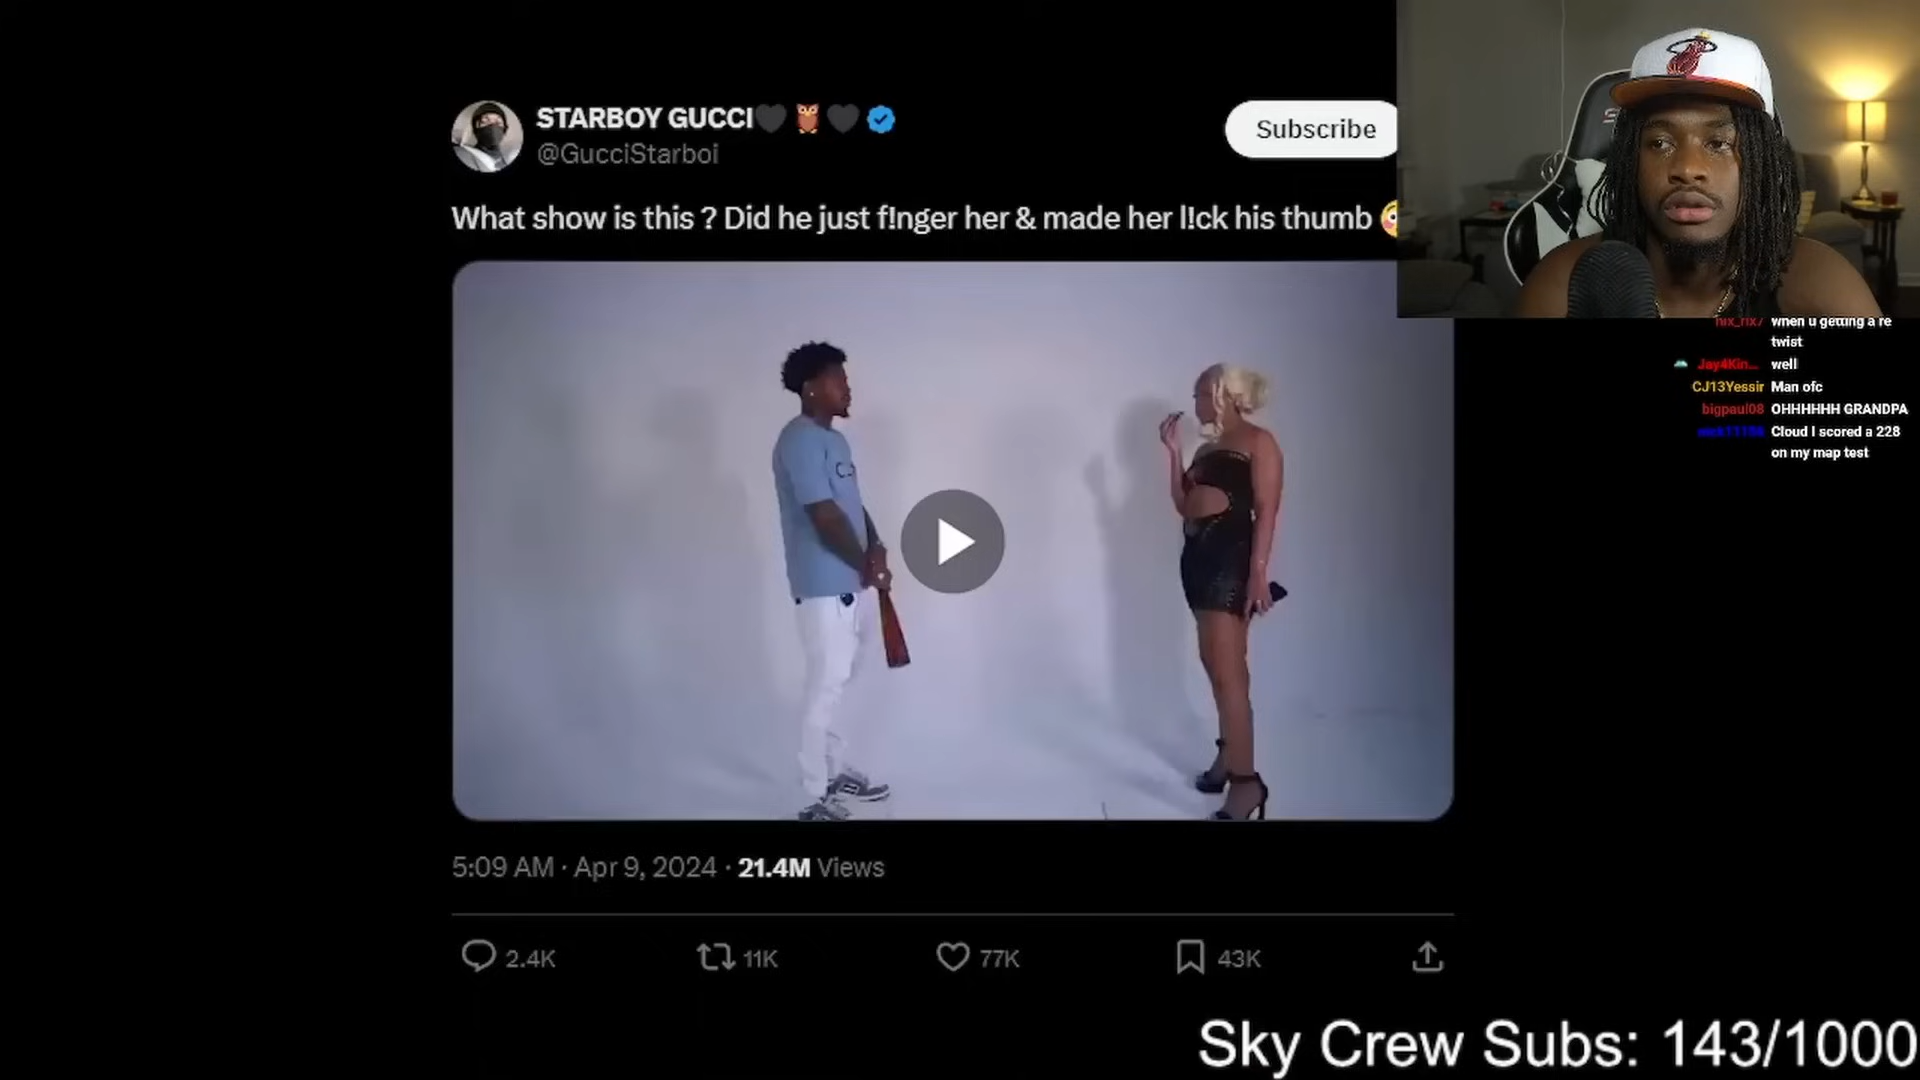 STARBOY GUCCI🖤🦉🖤
@GucciStarboi
Subscribe
What show is this ? Did he just f!nger her & made her l!ck his thumb 😳
5:09 AM · Apr 9, 2024 · 21.4M Views
2.4K
11K
77K
43K
when u getting a re
twist
Jay4Kin... well
CJ13Yessir Man ofc
bigpaul08 OHHHHHH GRANDPA
Cloud I scored a 228
on my map test
Sky Crew Subs: 143/1000